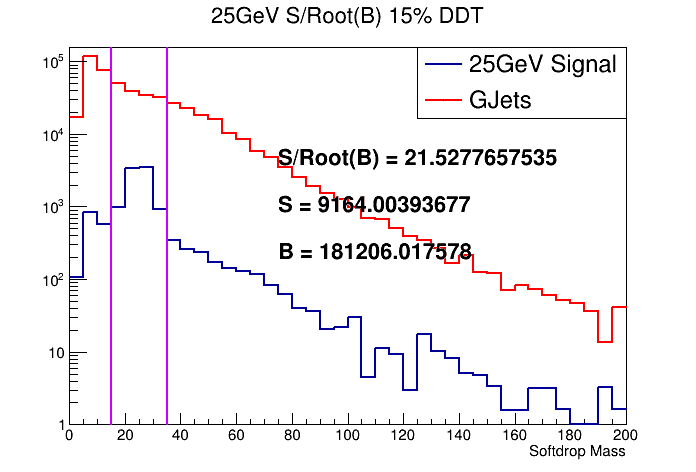 25GeV S/Root(B) 15% DDT
25GeV Signal
GJets
S/Root(B) = 21.5277657535
S = 9164.00393677
B = 181206.017578
10^5
10^4
10^3
10^2
10
1
0 20 40 60 80 100 120 140 160 180 200
Softdrop Mass